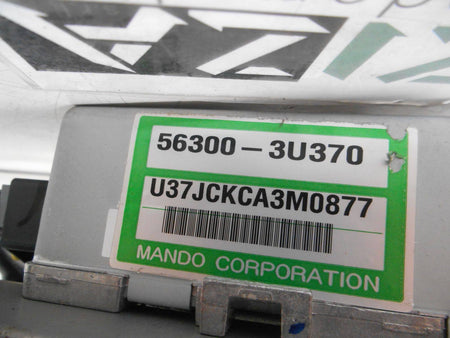 56300 – 3U370
U37JCKCA3M0877
MANDO CORPORATION